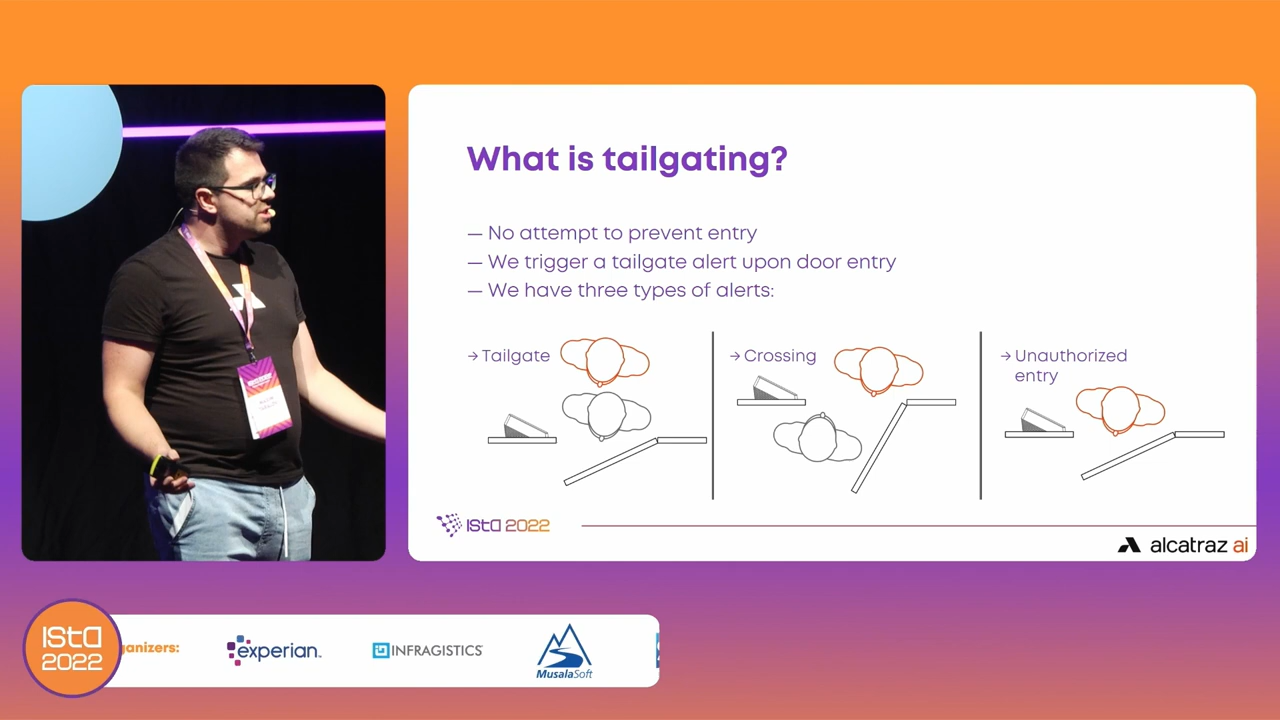 What is tailgating?
— No attempt to prevent entry
— We trigger a tailgate alert upon door entry
— We have three types of alerts:
→ Tailgate
→ Crossing
→ Unauthorized
entry
ISTA 2022
alcatraz ai
ISTA
2022
ganizers:
experian.
INFRAGISTICS
MusalaSoft